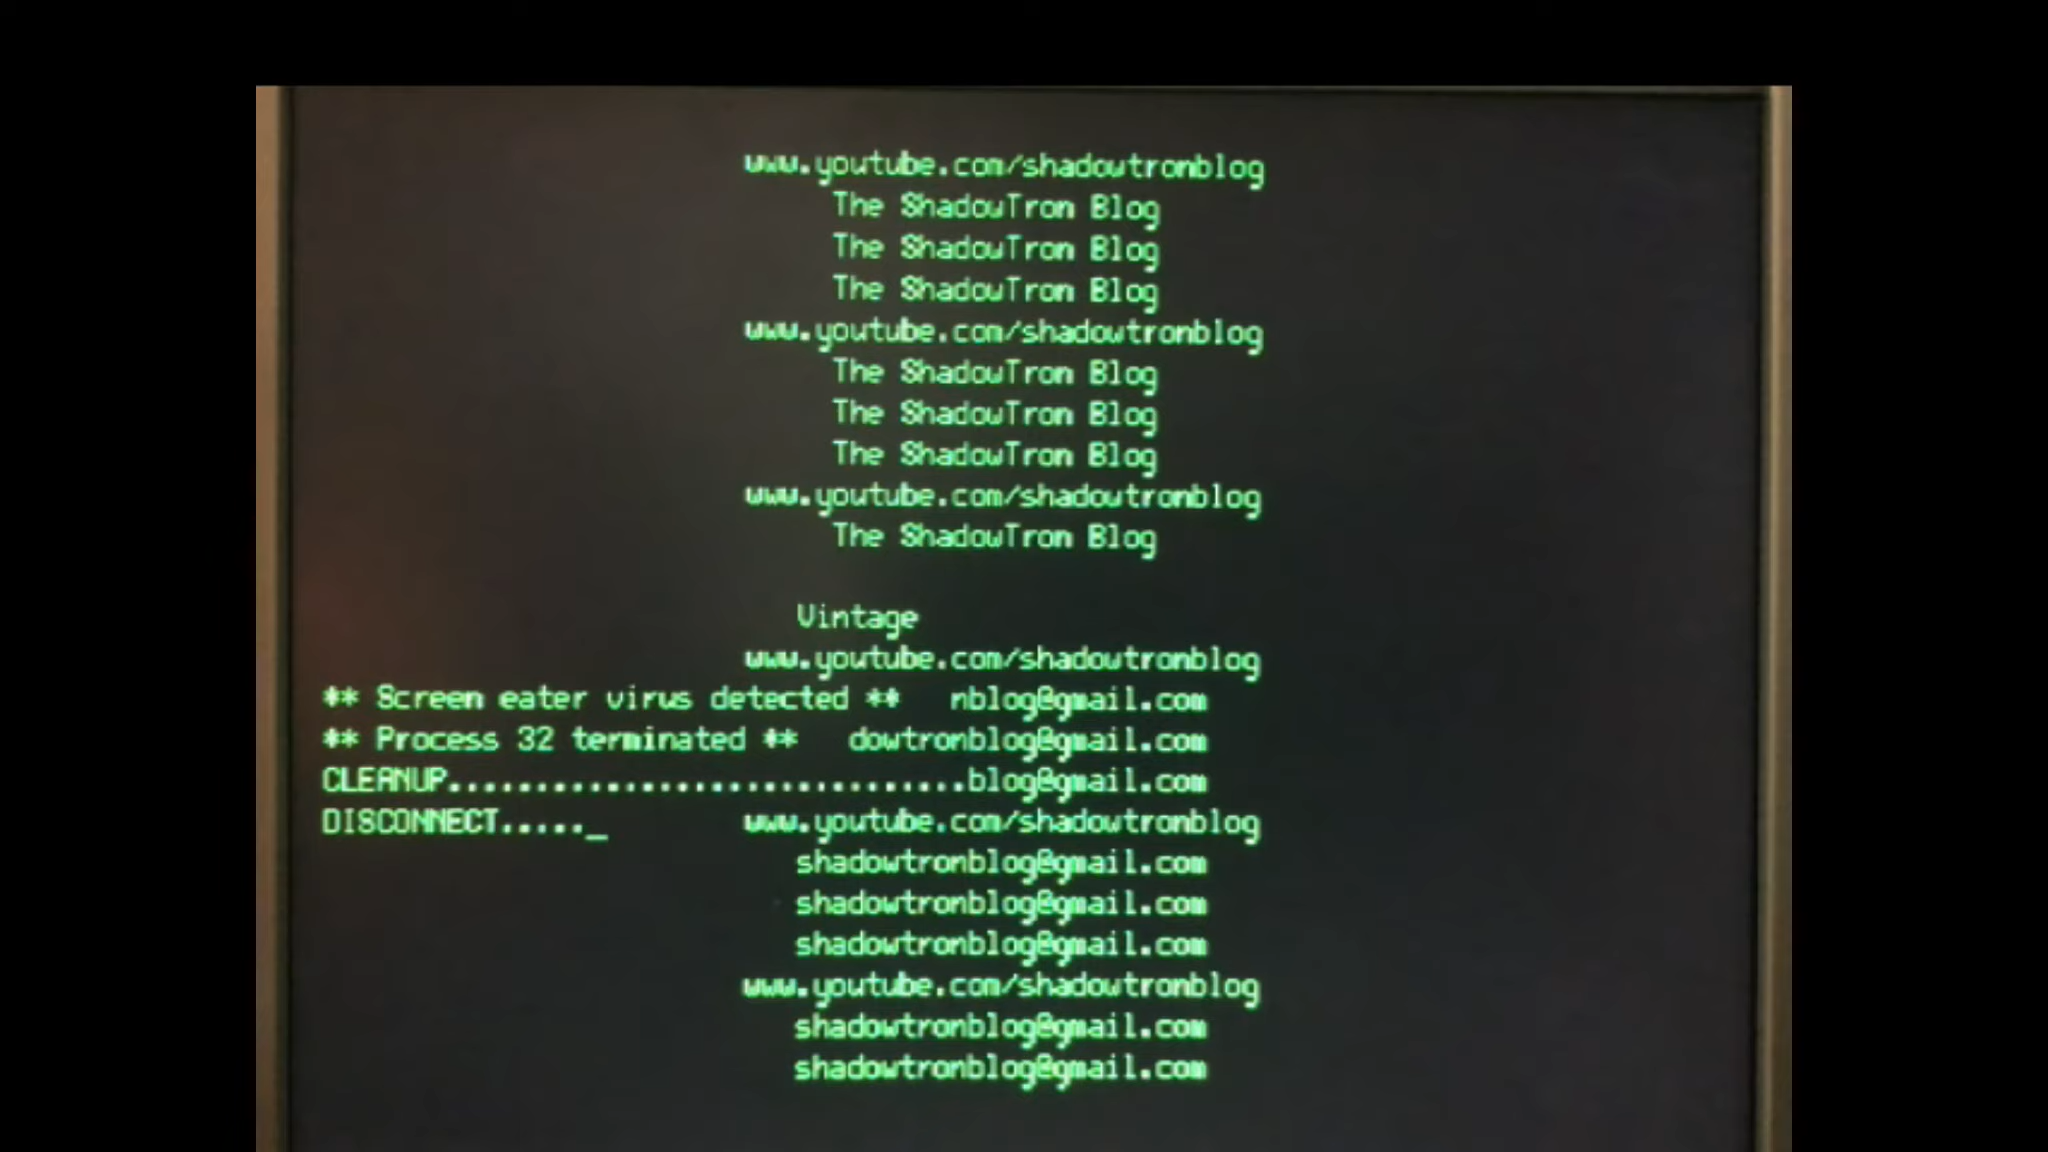 www.youtube.com/shadowtronblog
The ShadowTron Blog
The ShadowTron Blog
The ShadowTron Blog
www.youtube.com/shadowtronblog
The ShadowTron Blog
The ShadowTron Blog
The ShadowTron Blog
www.youtube.com/shadowtronblog
The ShadowTron Blog
Vintage
www.youtube.com/shadowtronblog
** Screen eater virus detected ** nblog@gmail.com
** Process 32 terminated ** dowtronblog@gmail.com
CLEANUP..............................blog@gmail.com
DISCONNECT....._ www.youtube.com/shadowtronblog
shadowtronblog@gmail.com
shadowtronblog@gmail.com
shadowtronblog@gmail.com
www.youtube.com/shadowtronblog
shadowtronblog@gmail.com
shadowtronblog@gmail.com